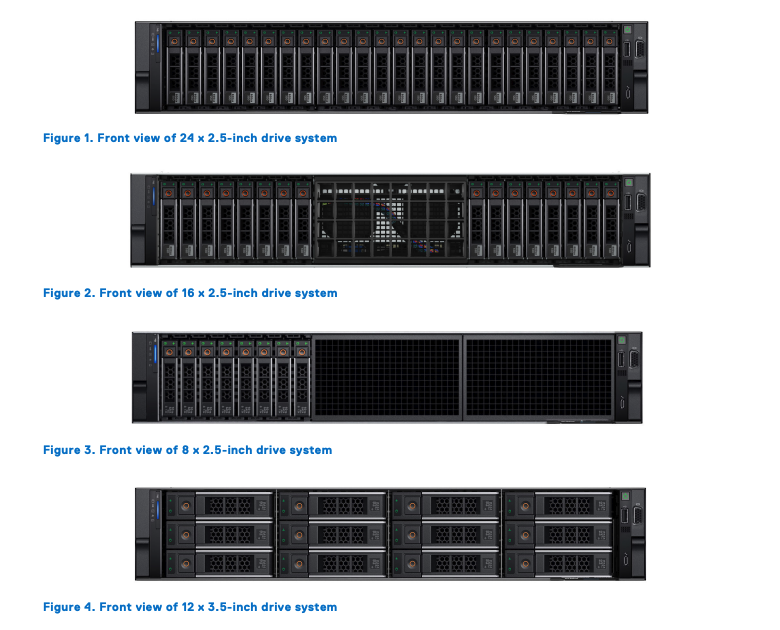 Figure 1. Front view of 24 x 2.5-inch drive system
Figure 2. Front view of 16 x 2.5-inch drive system
Figure 3. Front view of 8 x 2.5-inch drive system
Figure 4. Front view of 12 x 3.5-inch drive system